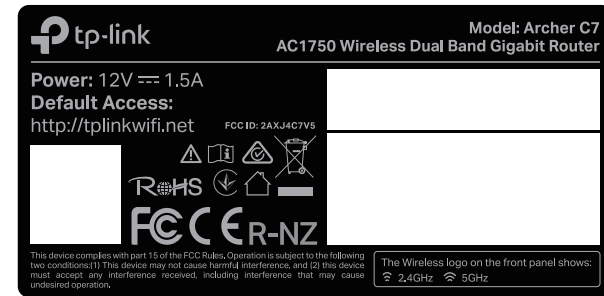 tp-link
Model: Archer C7
AC1750 Wireless Dual Band Gigabit Router
Power: 12V ⎓ 1.5A
Default Access:
http://tplinkwifi.net
FCC ID: 2AXJ4C7V5
RoHS
FC CE R-NZ
This device complies with part 15 of the FCC Rules. Operation is subject to the following
two conditions:(1) This device may not cause harmful interference, and (2) this device
must accept any interference received, including interference that may cause
undesired operation.
The Wireless logo on the front panel shows:
2.4GHz 5GHz